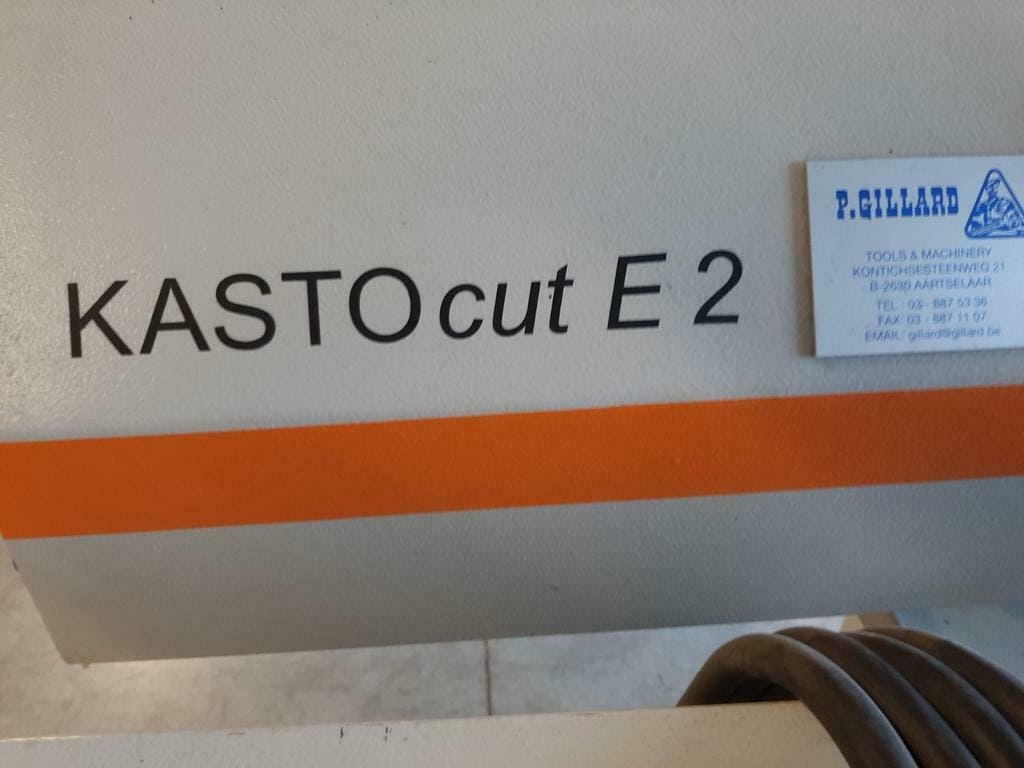 KASTOcut E 2
P.GILLARD
TOOLS & MACHINERY
KONTICHSESTEENWEG 21
B-2630 AARTSELAAR
TEL.: 03 - 887 53 36
FAX: 03 - 887 11 07
EMAIL: gillard@gillard.be